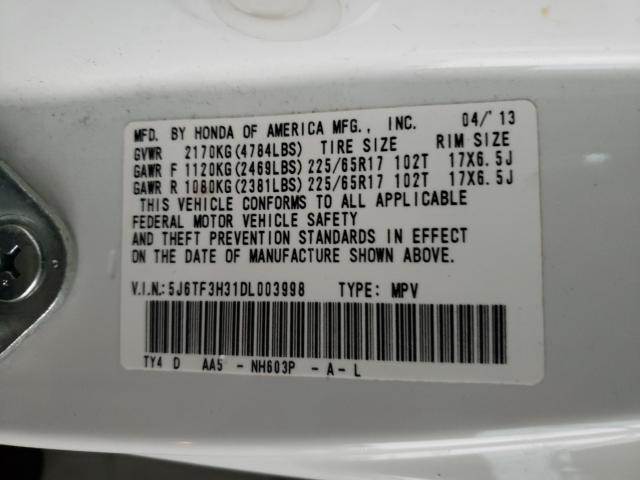 MFD. BY HONDA OF AMERICA MFG., INC. 04/'13
GVWR 2170KG(4784LBS) TIRE SIZE RIM SIZE
GAWR F 1120KG(2469LBS) 225/65R17 102T 17X6.5J
GAWR R 1080KG(2381LBS) 225/65R17 102T 17X6.5J
THIS VEHICLE CONFORMS TO ALL APPLICABLE
FEDERAL MOTOR VEHICLE SAFETY
AND THEFT PREVENTION STANDARDS IN EFFECT
ON THE DATE OF MANUFACTURE SHOWN ABOVE.
V.I.N.:5J6TF3H31DL003998 TYPE: MPV
TY4 D AA5 - NH603P - A - L